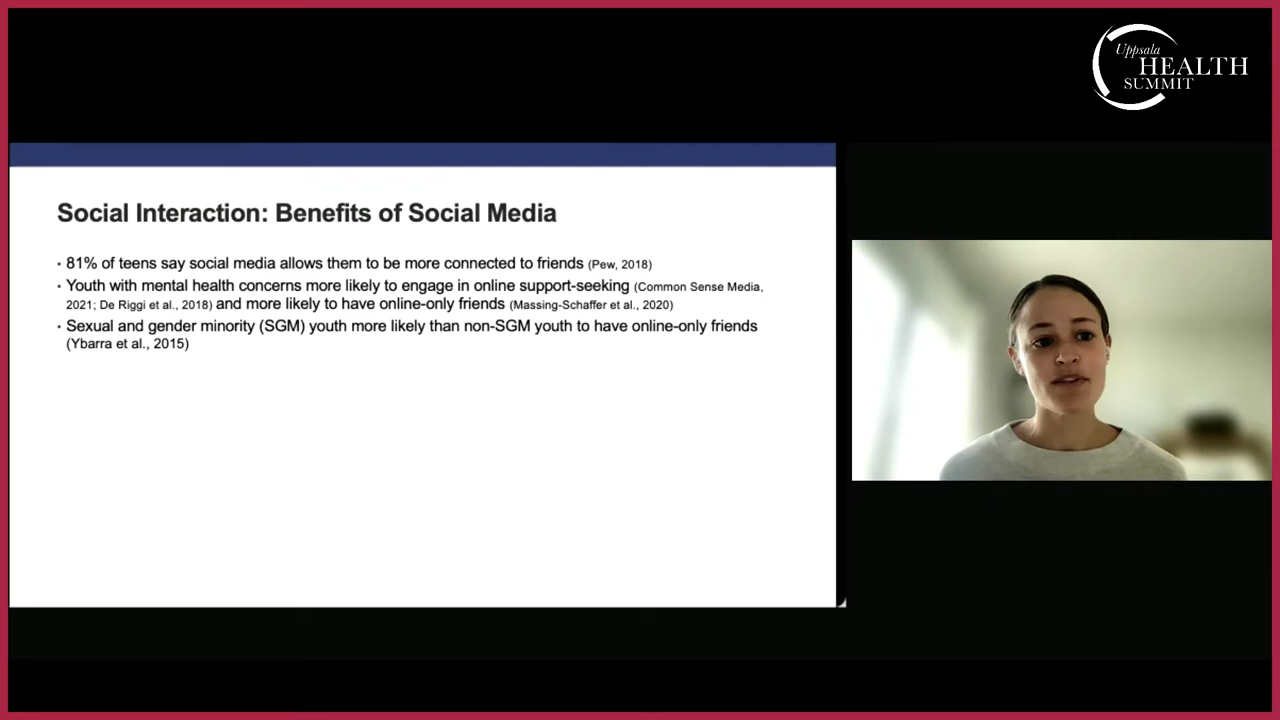 Uppsala
HEALTH
SUMMIT
Social Interaction: Benefits of Social Media
• 81% of teens say social media allows them to be more connected to friends (Pew, 2018)
• Youth with mental health concerns more likely to engage in online support-seeking (Common Sense Media,
2021; De Riggi et al., 2018) and more likely to have online-only friends (Massing-Schaffer et al., 2020)
• Sexual and gender minority (SGM) youth more likely than non-SGM youth to have online-only friends
(Ybarra et al., 2015)